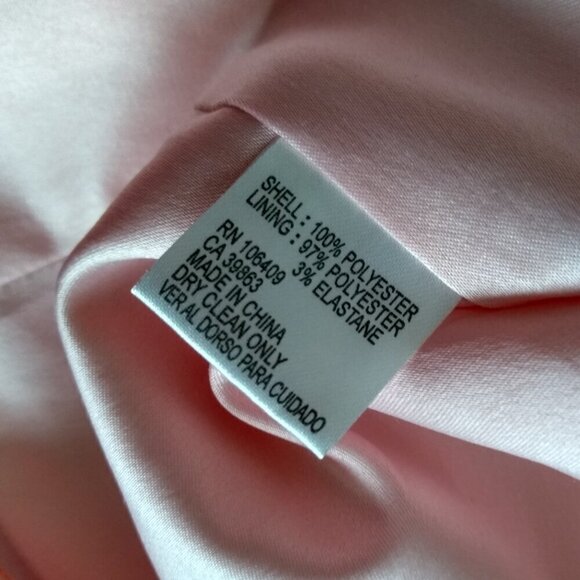 SHELL : 100% POLYESTER
LINING : 97% POLYESTER
3% ELASTANE
RN 106409
CA 39863
MADE IN CHINA
DRY CLEAN ONLY
VER AL DORSO PARA CUIDADO